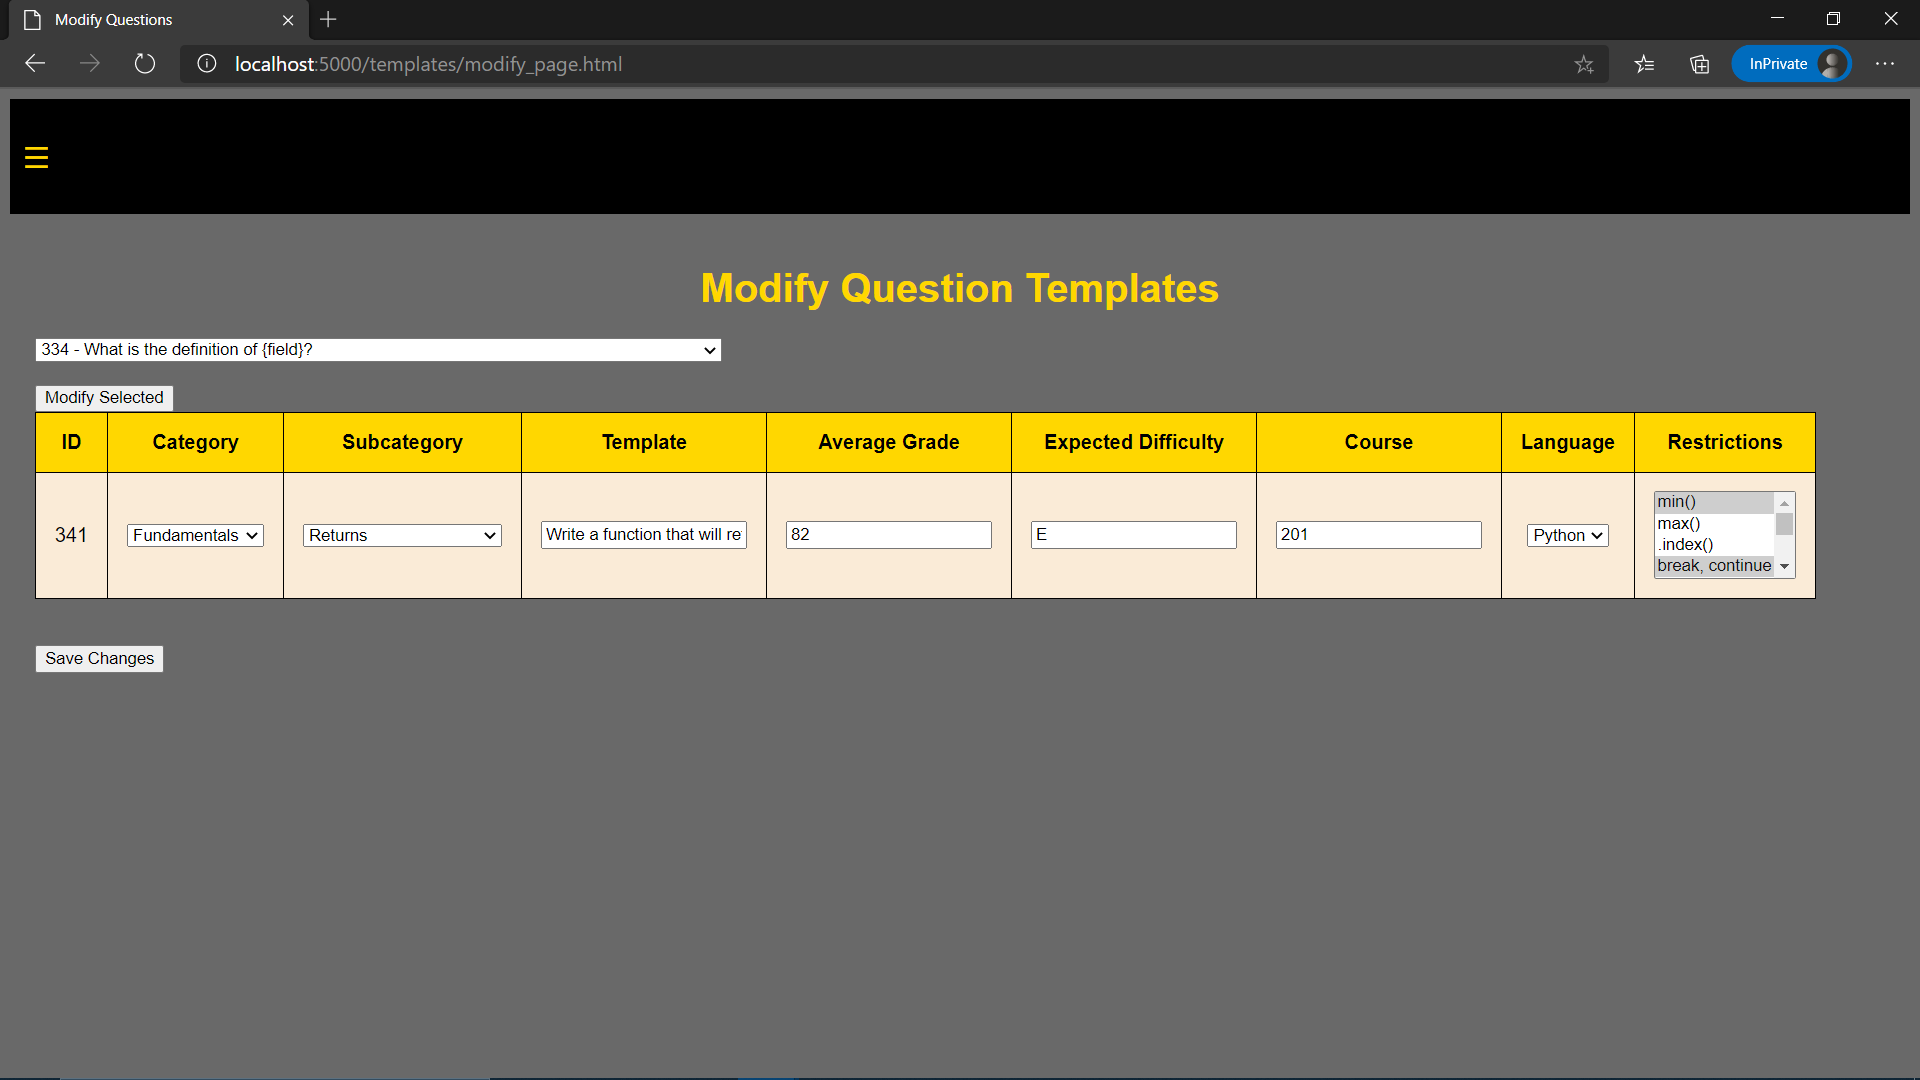 Modify Questions
localhost:5000/templates/modify_page.html
InPrivate
Modify Question Templates
334 - What is the definition of {field}?
Modify Selected
ID Category Subcategory Template Average Grade Expected Difficulty Course Language Restrictions
341 Fundamentals Returns Write a function that will re 82 E 201 Python
min()
max()
.index()
break, continue
Save Changes